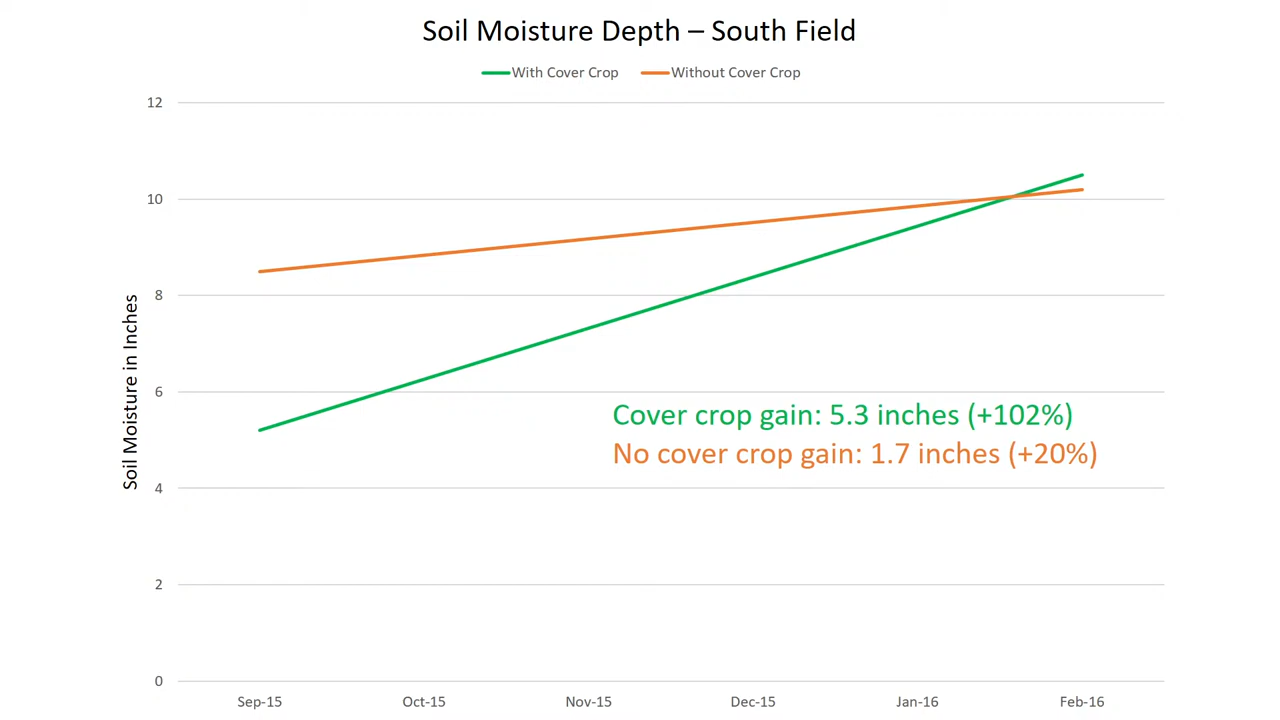 Soil Moisture Depth – South Field
With Cover Crop
Without Cover Crop
12
10
8
6
4
2
0
Soil Moisture in Inches
Cover crop gain: 5.3 inches (+102%)
No cover crop gain: 1.7 inches (+20%)
Sep-15 Oct-15 Nov-15 Dec-15 Jan-16 Feb-16